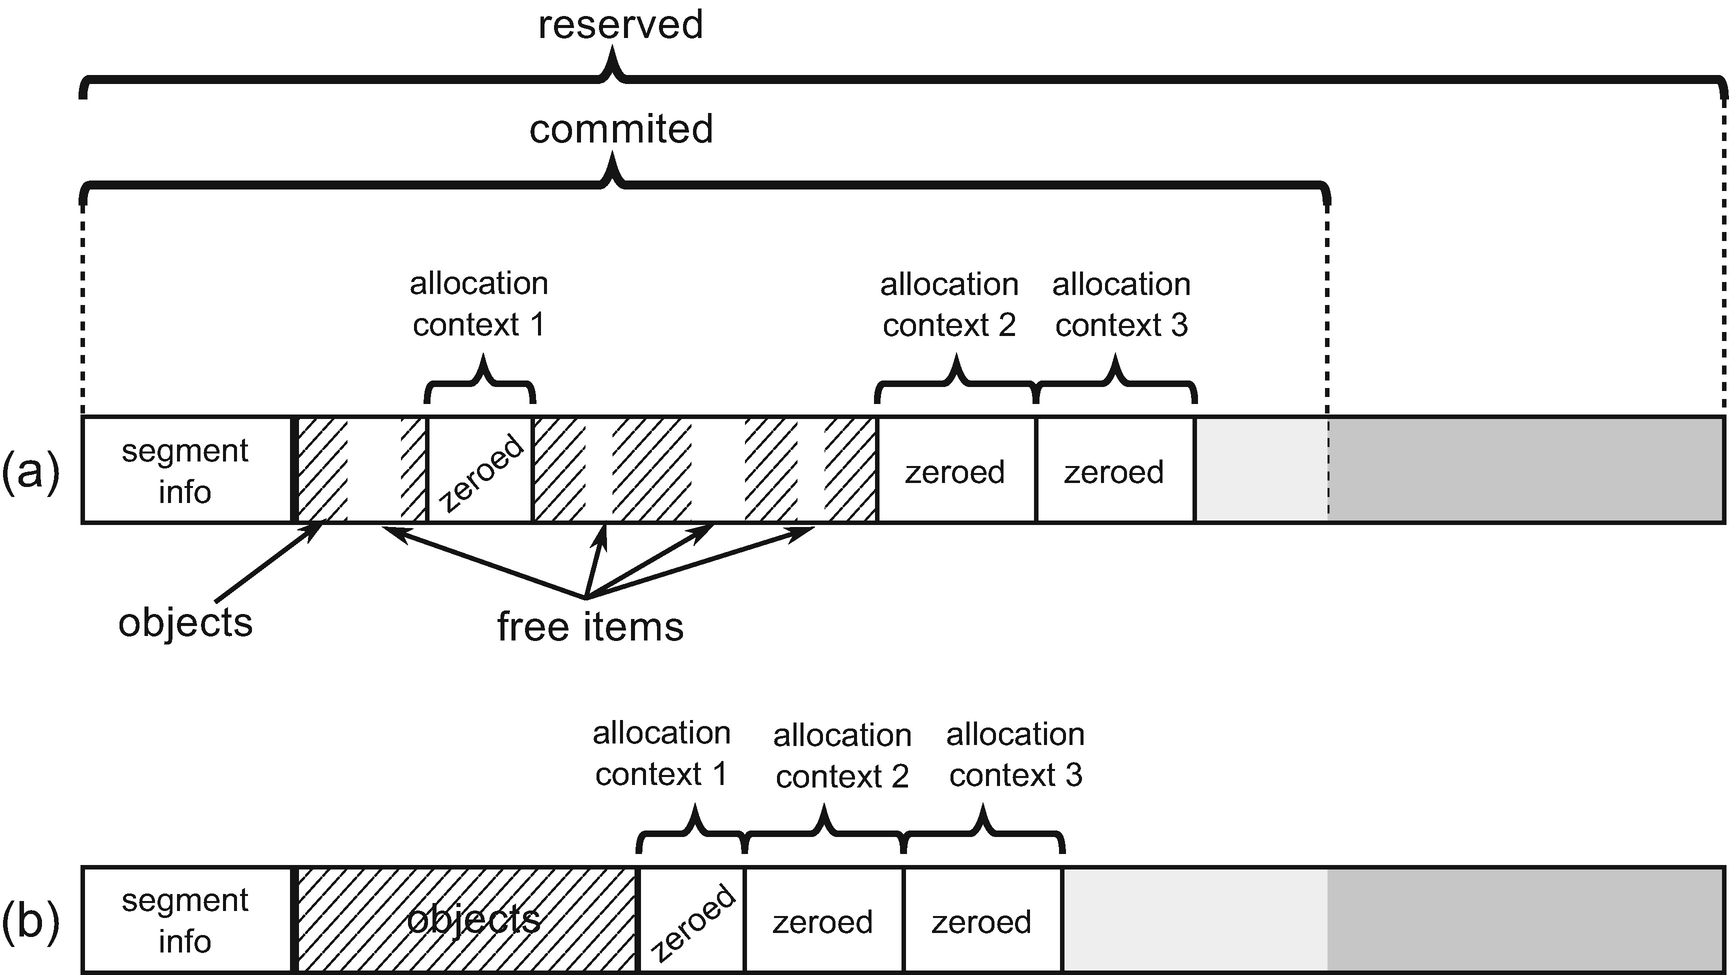 reserved
commited
allocation
context 1
allocation
context 2
allocation
context 3
(a)
segment
info
zeroed
zeroed
zeroed
objects
free items
allocation
context 1
allocation
context 2
allocation
context 3
(b)
segment
info
objects
zeroed
zeroed
zeroed